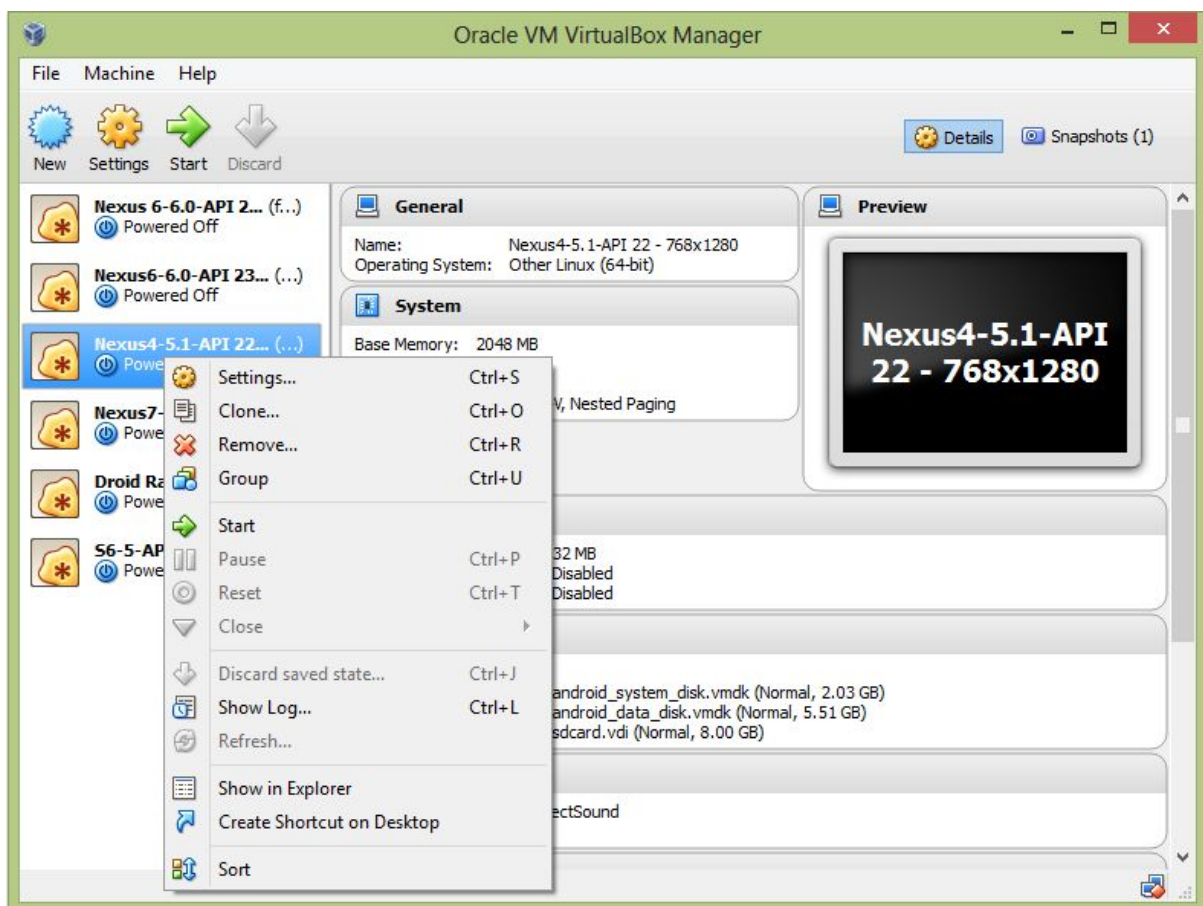 Oracle VM VirtualBox Manager
File Machine Help
New Settings Start Discard
Details Snapshots (1)
Nexus 6-6.0-API 2... (f...)
Powered Off
Nexus6-6.0-API 23... (...)
Powered Off
Nexus4-5.1-API 22... (...)
Powe
Nexus7-
Powe
Droid Ra
Powe
S6-5-AP
Powe
Settings... Ctrl+S
Clone... Ctrl+O
Remove... Ctrl+R
Group Ctrl+U
Start
Pause Ctrl+P
Reset Ctrl+T
Close
Discard saved state... Ctrl+J
Show Log... Ctrl+L
Refresh...
Show in Explorer
Create Shortcut on Desktop
Sort
General
Name: Nexus4-5.1-API 22 - 768x1280
Operating System: Other Linux (64-bit)
System
Base Memory: 2048 MB
, Nested Paging
32 MB
Disabled
Disabled
android_system_disk.vmdk (Normal, 2.03 GB)
android_data_disk.vmdk (Normal, 5.51 GB)
sdcard.vdi (Normal, 8.00 GB)
ectSound
Preview
Nexus4-5.1-API
22 - 768x1280